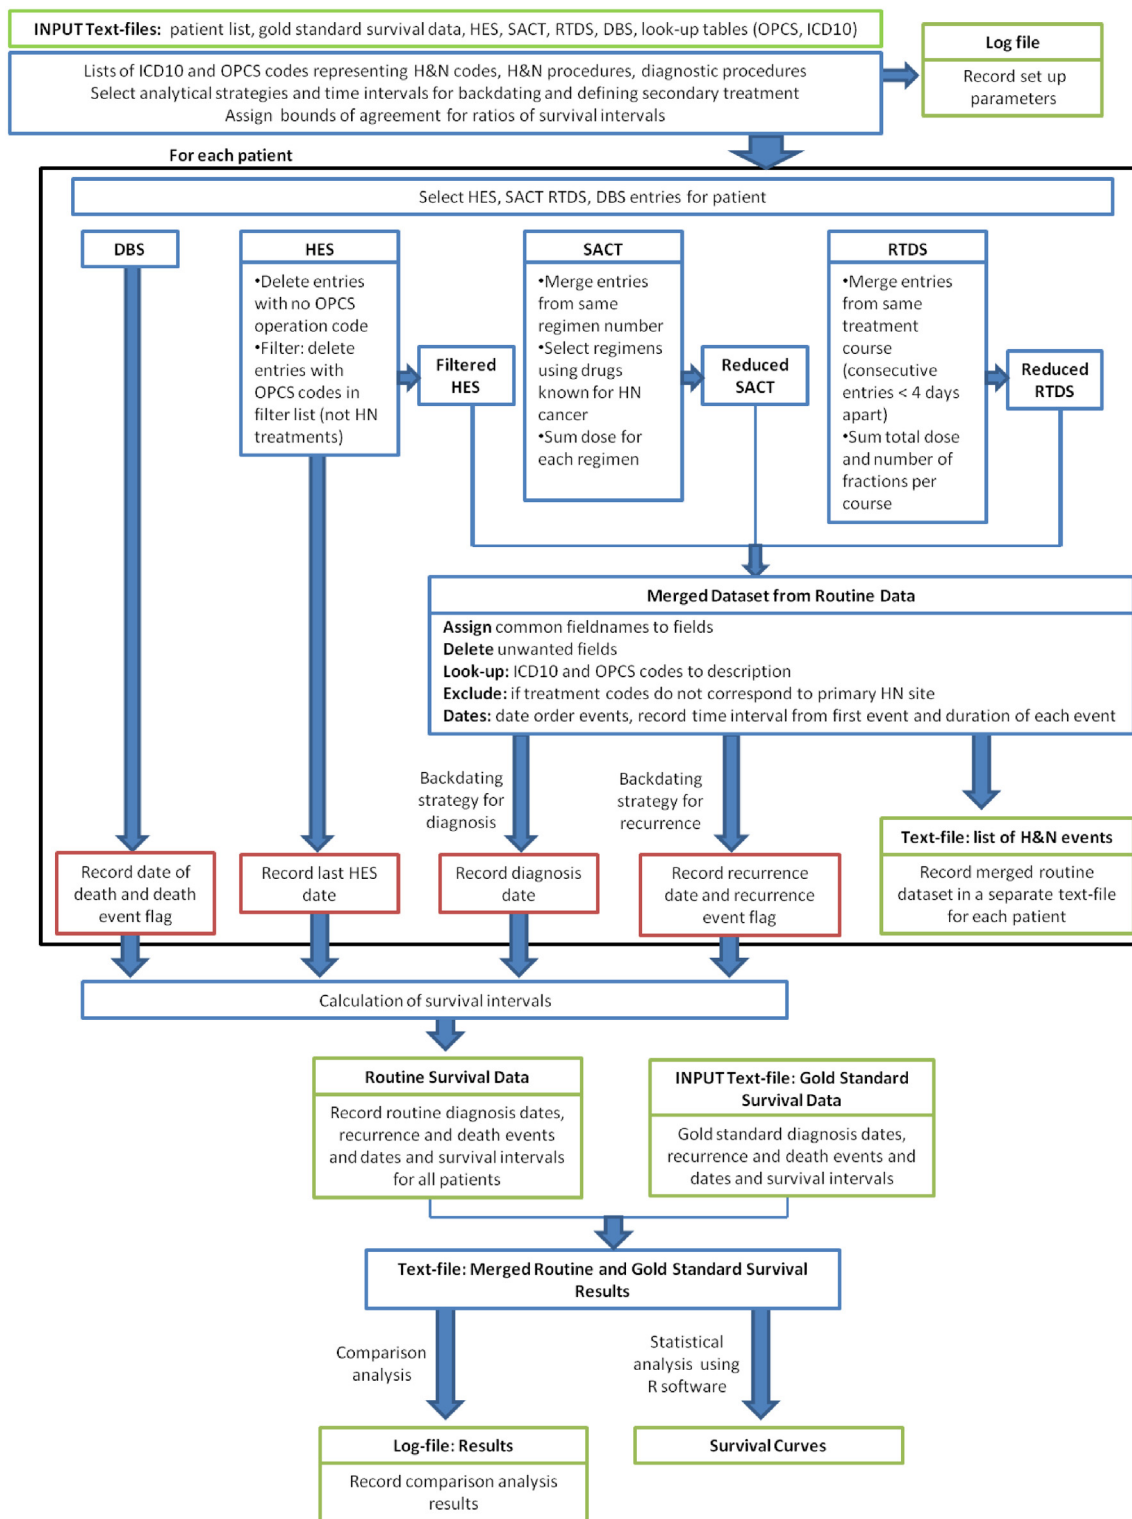 INPUT Text-files: patient list, gold standard survival data, HES, SACT, RTDS, DBS, look-up tables (OPCS, ICD10)
Lists of ICD10 and OPCS codes representing H&N codes, H&N procedures, diagnostic procedures
Select analytical strategies and time intervals for backdating and defining secondary treatment
Assign bounds of agreement for ratios of survival intervals
Log file
Record set up
parameters
For each patient
Select HES, SACT RTDS, DBS entries for patient
DBS
HES
•Delete entries
with no OPCS
operation code
•Filter: delete
entries with
OPCS codes in
filter list (not HN
treatments)
Filtered
HES
SACT
•Merge entries
from same
regimen number
•Select regimens
using drugs
known for HN
cancer
•Sum dose for
each regimen
Reduced
SACT
RTDS
•Merge entries
from same
treatment
course
(consecutive
entries < 4 days
apart)
•Sum total dose
and number of
fractions per
course
Reduced
RTDS
Merged Dataset from Routine Data
Assign common fieldnames to fields
Delete unwanted fields
Look-up: ICD10 and OPCS codes to description
Exclude: if treatment codes do not correspond to primary HN site
Dates: date order events, record time interval from first event and duration of each event
Backdating
strategy for
diagnosis
Backdating
strategy for
recurrence
Record date of
death and death
event flag
Record last HES
date
Record diagnosis
date
Record recurrence
date and recurrence
event flag
Text-file: list of H&N events
Record merged routine
dataset in a separate text-file
for each patient
Calculation of survival intervals
Routine Survival Data
Record routine diagnosis dates,
recurrence and death events
and dates and survival intervals
for all patients
INPUT Text-file: Gold Standard
Survival Data
Gold standard diagnosis dates,
recurrence and death events and
dates and survival intervals
Text-file: Merged Routine and Gold Standard Survival
Results
Comparison
analysis
Statistical
analysis using
R software
Log-file: Results
Record comparison analysis
results
Survival Curves